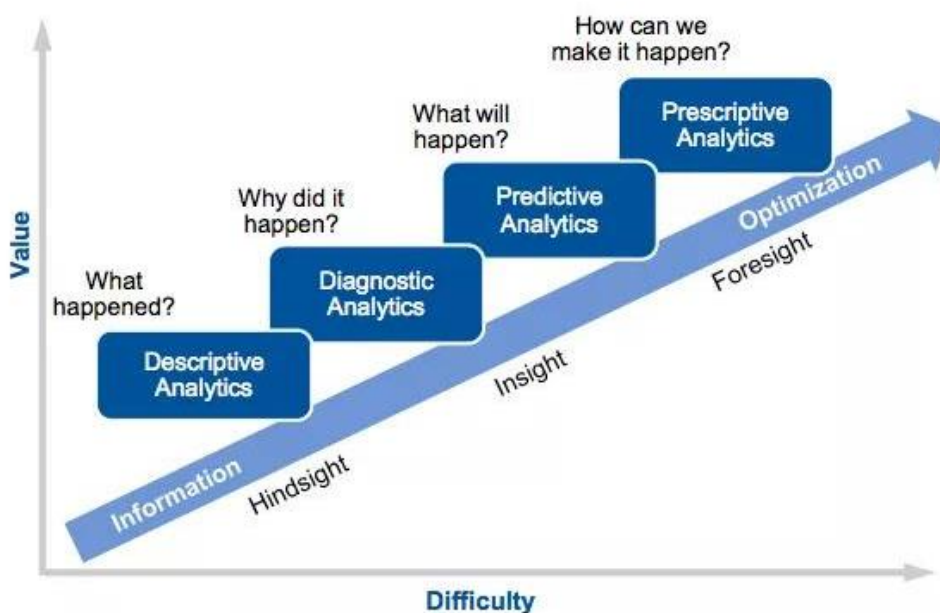 How can we
make it happen?
Prescriptive
Analytics
What will
happen?
Predictive
Analytics
Why did it
happen?
Diagnostic
Analytics
What
happened?
Descriptive
Analytics
Value
Information
Optimization
Hindsight
Insight
Foresight
Difficulty